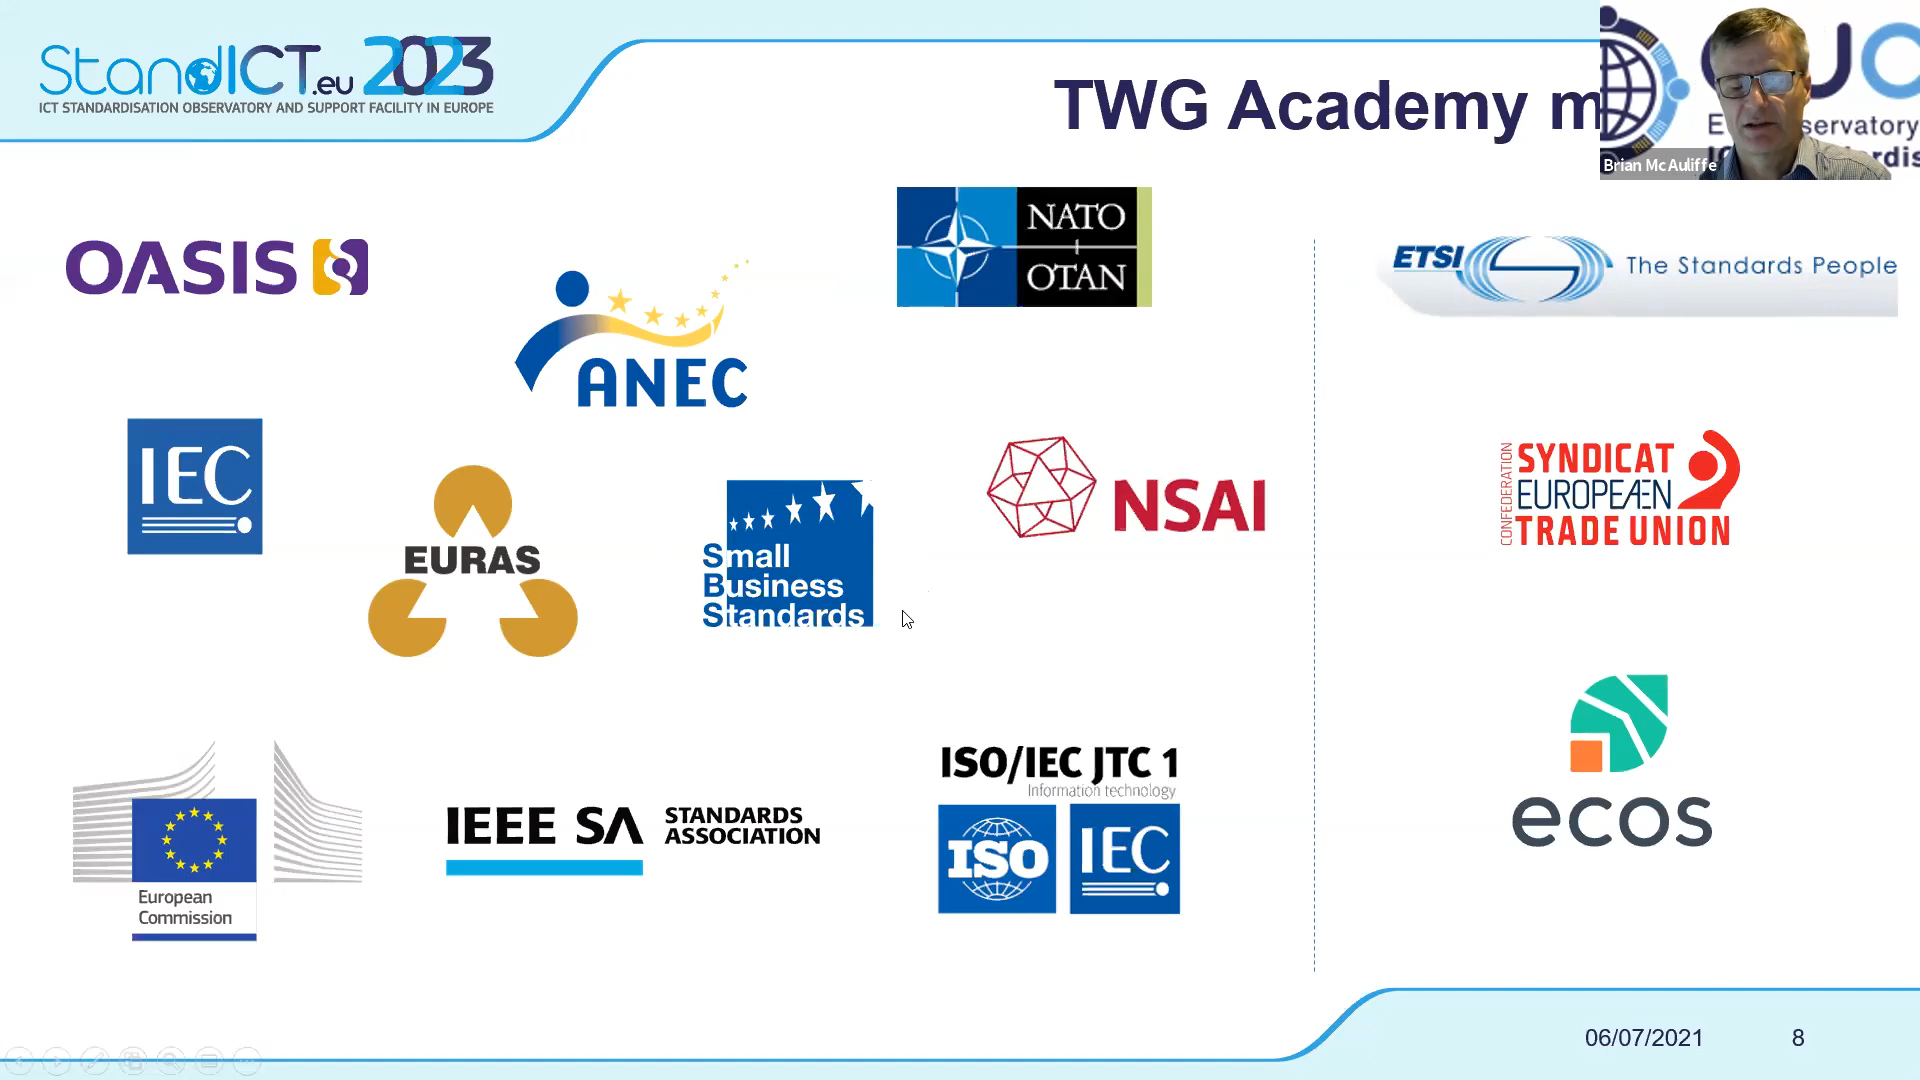 StandICT.eu 2023
ICT STANDARDISATION OBSERVATORY AND SUPPORT FACILITY IN EUROPE
TWG Academy m
servatory
Brian McAuliffe
OASIS
ANEC
NATO
OTAN
ETSI The Standards People
IEC
EURAS
Small
Business
Standards
NSAI
CONFEDERATION
SYNDICAT
EUROPEAN
TRADE UNION
European
Commission
IEEE SA STANDARDS
ASSOCIATION
ISO/IEC JTC 1
Information technology
ISO
IEC
ecos
06/07/2021 8